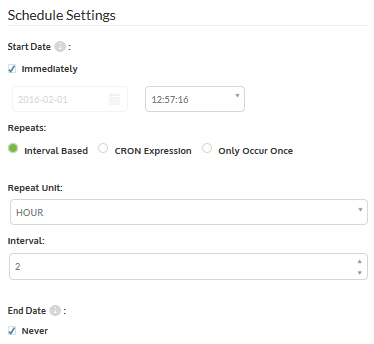 Schedule Settings
Start Date i :
Immediately
2016-02-01 12:57:16
Repeats:
Interval Based CRON Expression Only Occur Once
Repeat Unit:
HOUR
Interval:
2
End Date i :
Never